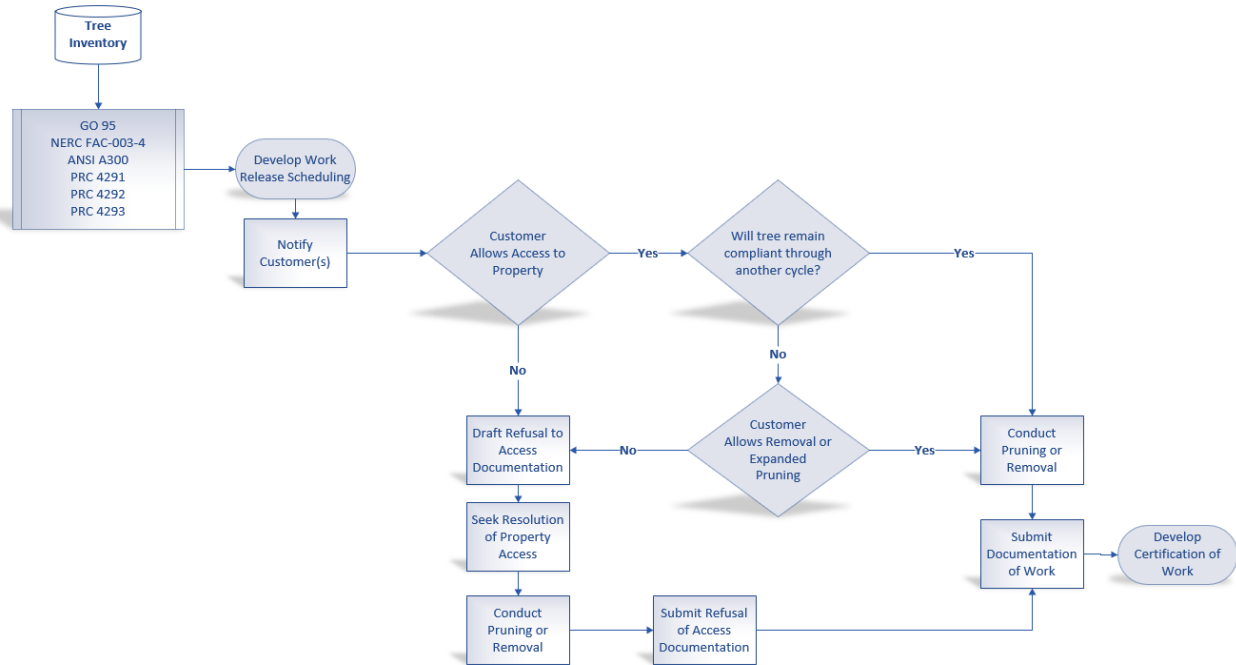 Tree
Inventory
GO 95
NERC FAC-003-4
ANSI A300
PRC 4291
PRC 4292
PRC 4293
Develop Work
Release Scheduling
Notify
Customer(s)
Customer
Allows Access to
Property
Yes
Will tree remain
compliant through
another cycle?
Yes
No
No
Draft Refusal to
Access
Documentation
No
Customer
Allows Removal or
Expanded
Pruning
Yes
Conduct
Pruning or
Removal
Seek Resolution
of Property
Access
Submit
Documentation
of Work
Develop
Certification of
Work
Conduct
Pruning or
Removal
Submit Refusal
of Access
Documentation